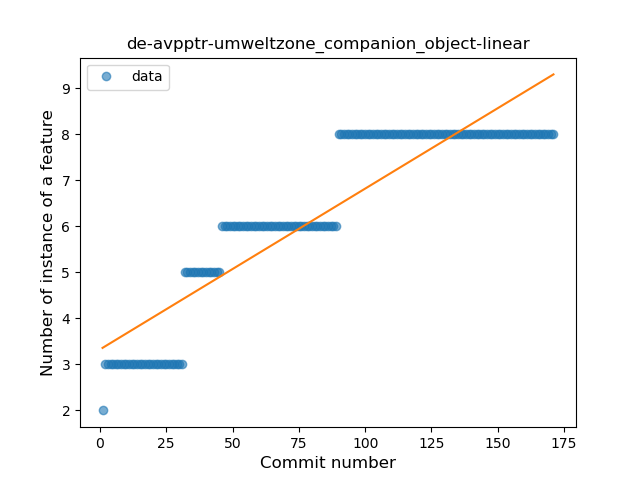 de-avpptr-umweltzone_companion_object-linear
data
Number of instance of a feature
9
8
7
6
5
4
3
2
0 25 50 75 100 125 150 175
Commit number